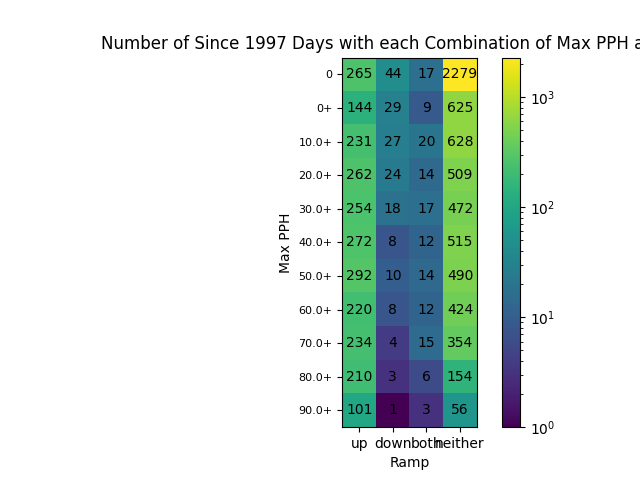 Number of Since 1997 Days with each Combination of Max PPH
0 265 44 17 2279
0+ 144 29 9 625
10.0+ 231 27 20 628
20.0+ 262 24 14 509
30.0+ 254 18 17 472
40.0+ 272 8 12 515
50.0+ 292 10 14 490
60.0+ 220 8 12 424
70.0+ 234 4 15 354
80.0+ 210 3 6 154
90.0+ 101 1 3 56
up down both neither
Ramp
Max PPH
10³
10²
10¹
10⁰